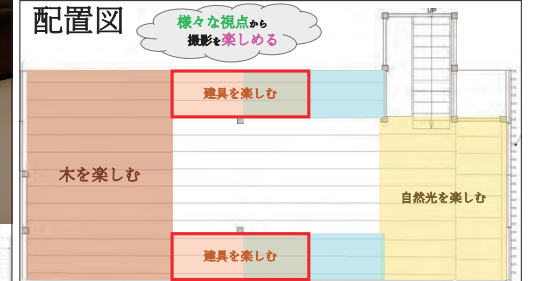 配置図
様々な視点から
撮影を楽しめる
建具を楽しむ
木を楽しむ
自然光を楽しむ
建具を楽しむ